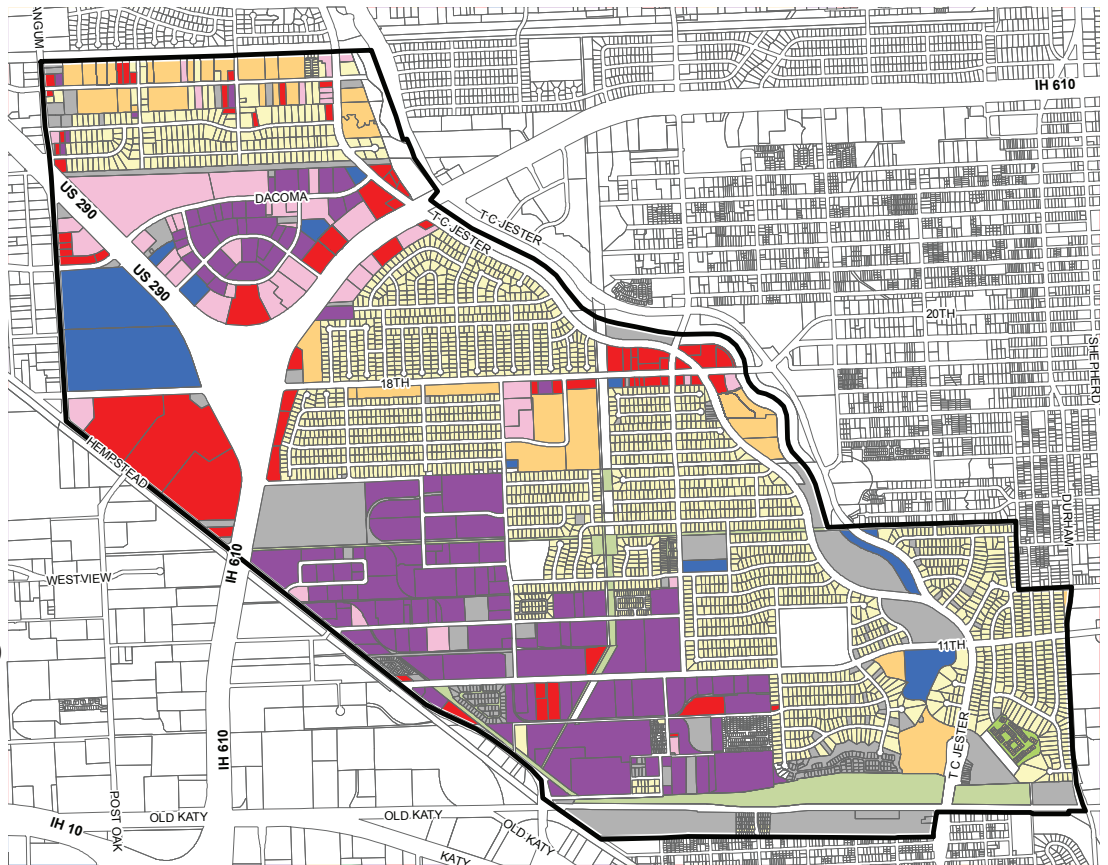 ANGUM
IH 610
US 290
DACOMA
T C JESTER
T C JESTER
US 290
20TH
SHEPHERD
18TH
HEMPSTEAD
DURHAM
IH 610
WESTVIEW
11TH
IH 610
T C JESTER
POST OAK
OLD KATY
OLD KATY
OLD KATY
IH 10
KATY